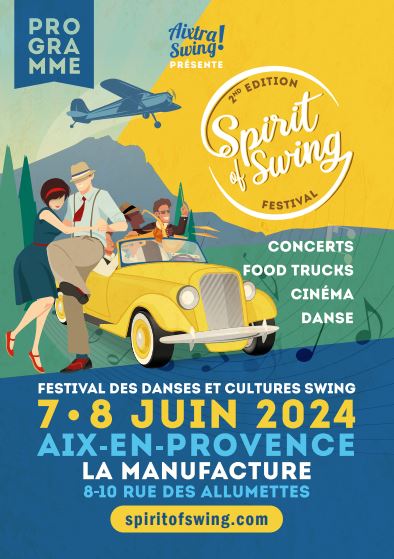 PRO
GRA
MME
Aixtra
Swing!
PRÉSENTE
2ND EDITION
Spirit
of Swing
FESTIVAL
CONCERTS
FOOD TRUCKS
CINÉMA
DANSE
FESTIVAL DES DANSES ET CULTURES SWING
7•8 JUIN 2024
AIX-EN-PROVENCE
LA MANUFACTURE
8-10 RUE DES ALLUMETTES
spiritofswing.com